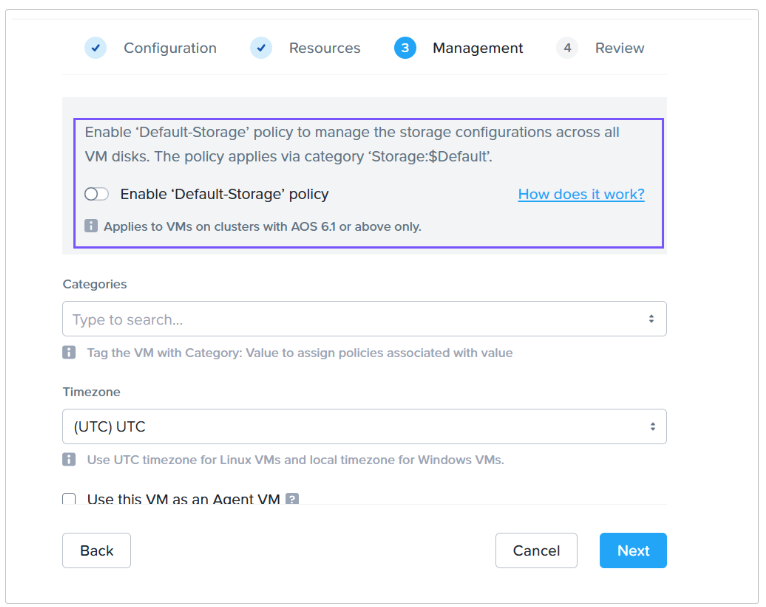 Configuration Resources 3 Management 4 Review
Enable ‘Default-Storage’ policy to manage the storage configurations across all
VM disks. The policy applies via category ‘Storage:$Default’.
Enable ‘Default-Storage’ policy How does it work?
Applies to VMs on clusters with AOS 6.1 or above only.
Categories
Type to search...
Tag the VM with Category: Value to assign policies associated with value
Timezone
(UTC) UTC
Use UTC timezone for Linux VMs and local timezone for Windows VMs.
Use this VM as an Agent VM ?
Back Cancel Next